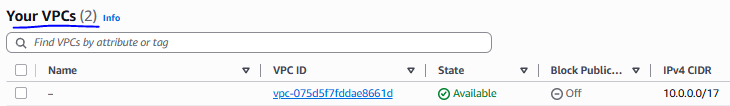 Your VPCs (2) Info
Find VPCs by attribute or tag
Name VPC ID State Block Public... IPv4 CIDR
– vpc-075d5f7fddae8661d Available Off 10.0.0.0/17